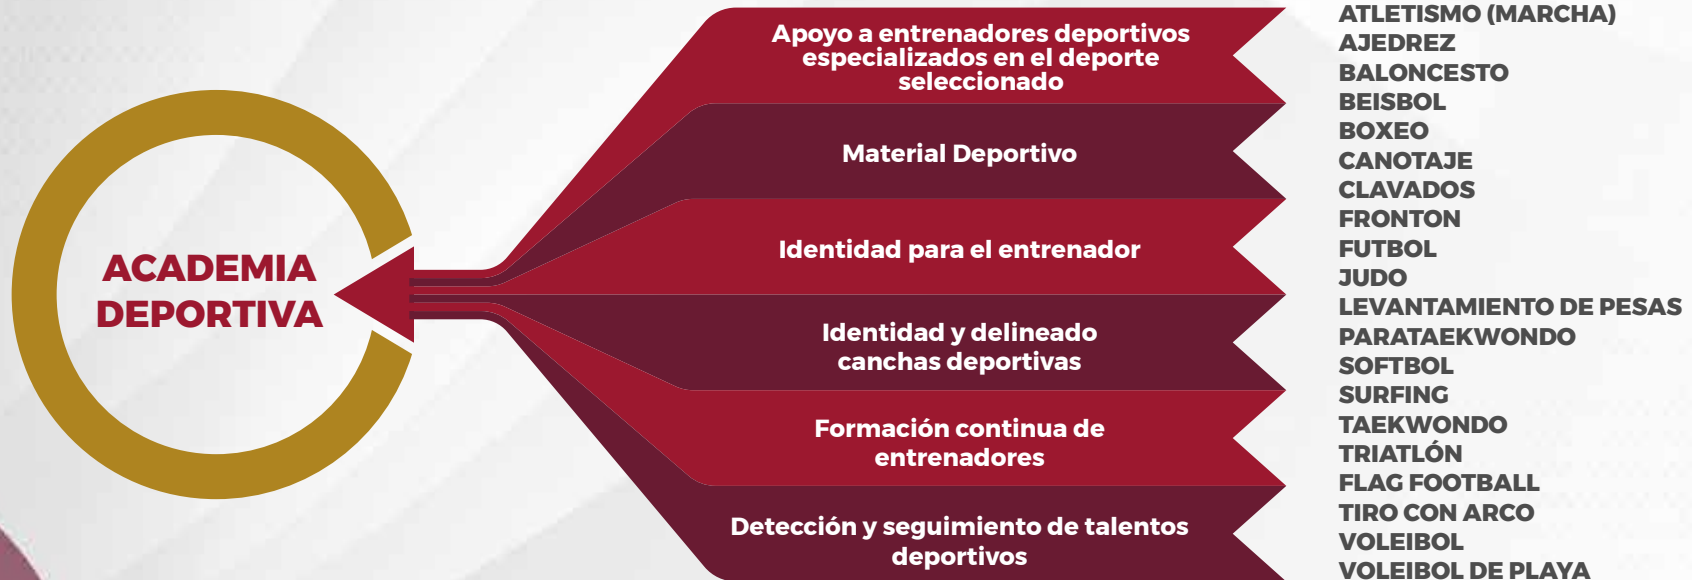 ACADEMIA
DEPORTIVA
Apoyo a entrenadores deportivos
especializados en el deporte
seleccionado
Material Deportivo
Identidad para el entrenador
Identidad y delineado
canchas deportivas
Formación continua de
entrenadores
Detección y seguimiento de talentos
deportivos
ATLETISMO (MARCHA)
AJEDREZ
BALONCESTO
BEISBOL
BOXEO
CANOTAJE
CLAVADOS
FRONTON
FUTBOL
JUDO
LEVANTAMIENTO DE PESAS
PARATAEKWONDO
SOFTBOL
SURFING
TAEKWONDO
TRIATLÓN
FLAG FOOTBALL
TIRO CON ARCO
VOLEIBOL
VOLEIBOL DE PLAYA